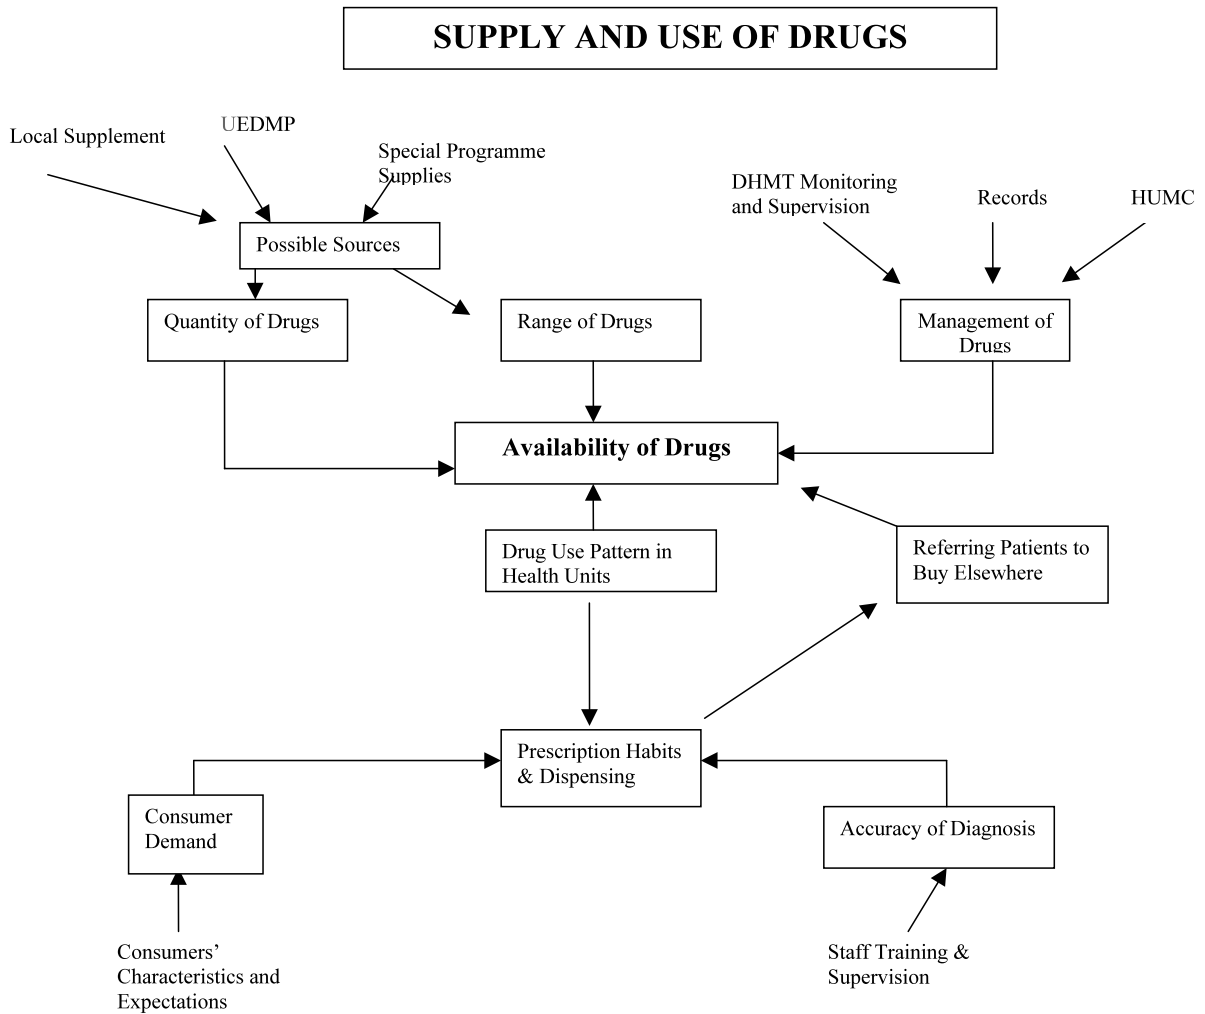 SUPPLY AND USE OF DRUGS
Local Supplement
UEDMP
Special Programme
Supplies
DHMT Monitoring
and Supervision
Records
HUMC
Possible Sources
Quantity of Drugs
Range of Drugs
Management of
Drugs
Availability of Drugs
Drug Use Pattern in
Health Units
Referring Patients to
Buy Elsewhere
Prescription Habits
& Dispensing
Consumer
Demand
Accuracy of Diagnosis
Consumers’
Characteristics and
Expectations
Staff Training &
Supervision